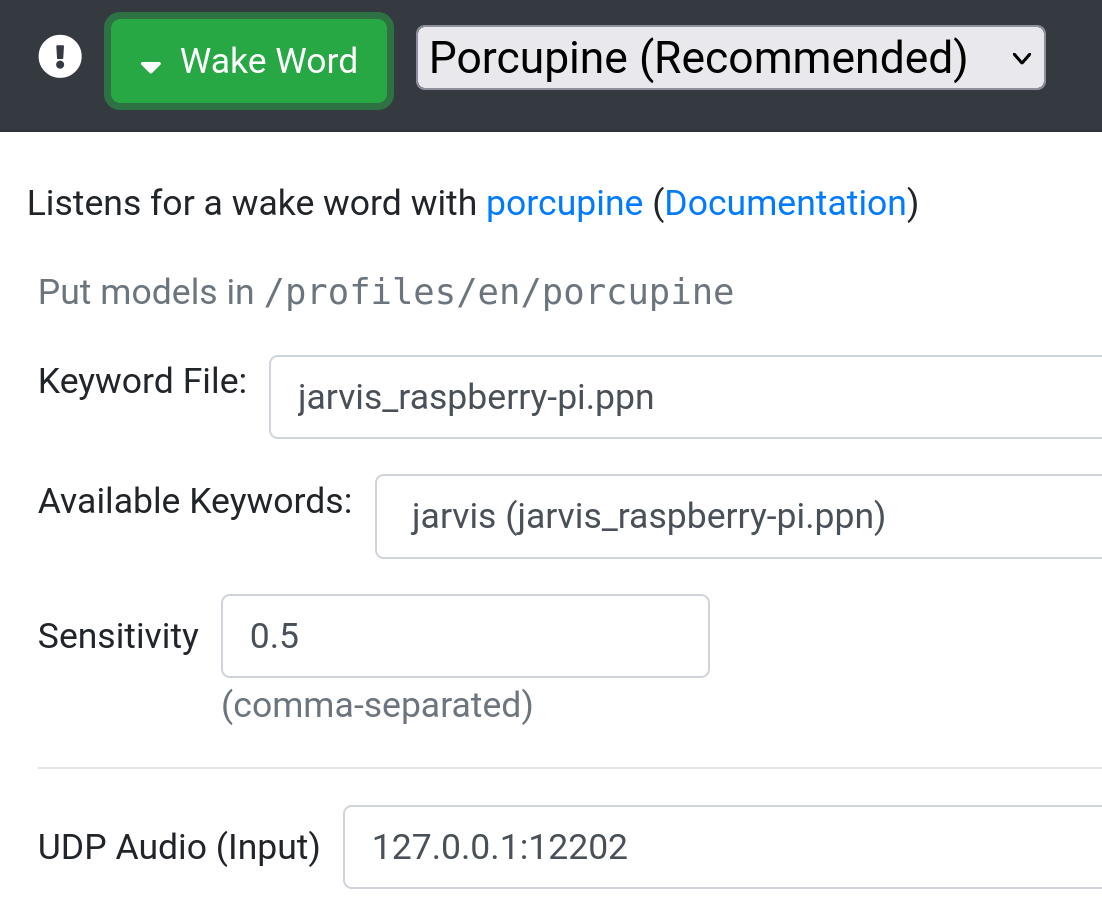 Wake Word Porcupine (Recommended)
Listens for a wake word with porcupine (Documentation)
Put models in /profiles/en/porcupine
Keyword File: jarvis_raspberry-pi.ppn
Available Keywords: jarvis (jarvis_raspberry-pi.ppn)
Sensitivity 0.5
(comma-separated)
UDP Audio (Input) 127.0.0.1:12202